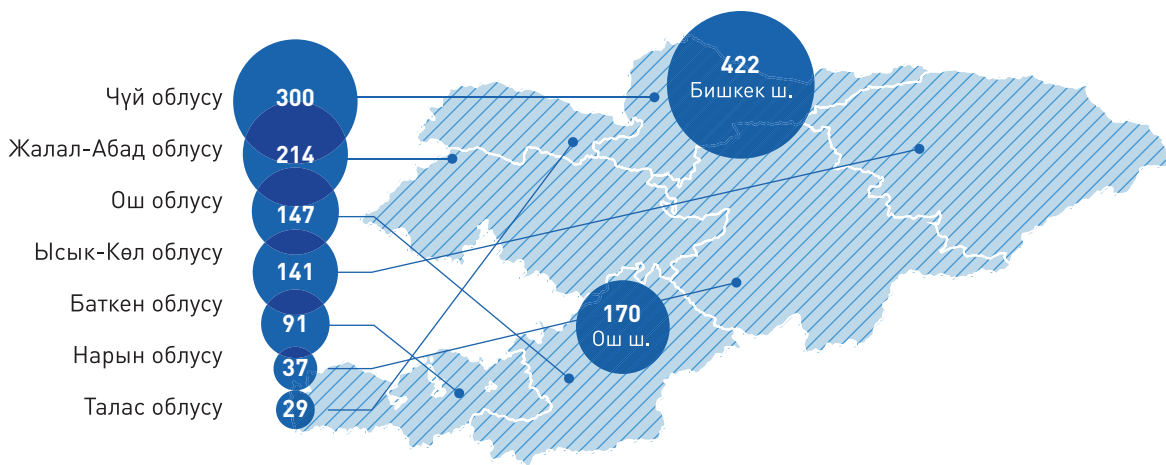 Чүй облусу 300
Жалал-Абад облусу 214
Ош облусу 147
Ысык-Көл облусу 141
Баткен облусу 91
Нарын облусу 37
Талас облусу 29
422
Бишкек ш.
170
Ош ш.